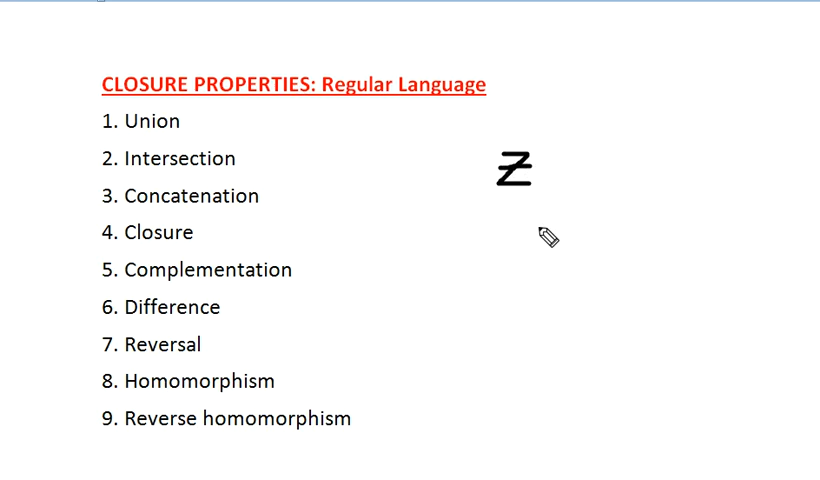 CLOSURE PROPERTIES: Regular Language
1. Union
2. Intersection
Z
3. Concatenation
4. Closure
5. Complementation
6. Difference
7. Reversal
8. Homomorphism
9. Reverse homomorphism